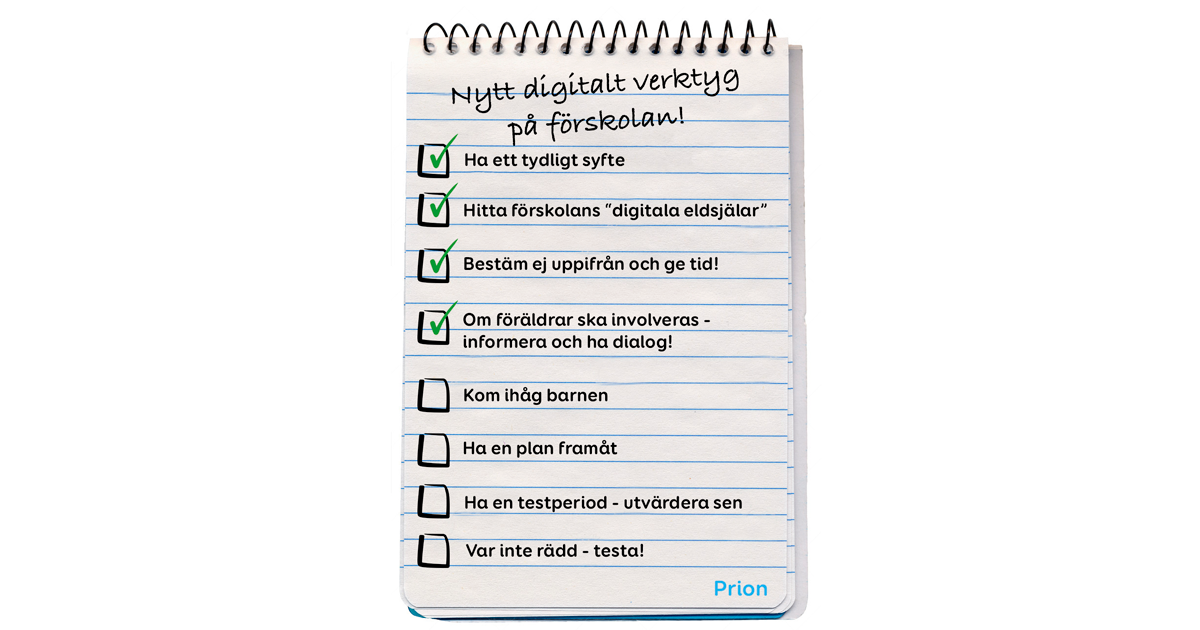 Nytt digitalt verktyg
på förskolan!
Ha ett tydligt syfte
Hitta förskolans “digitala eldsjälar”
Bestäm ej uppifrån och ge tid!
Om föräldrar ska involveras -
informera och ha dialog!
Kom ihåg barnen
Ha en plan framåt
Ha en testperiod - utvärdera sen
Var inte rädd - testa!
Prion